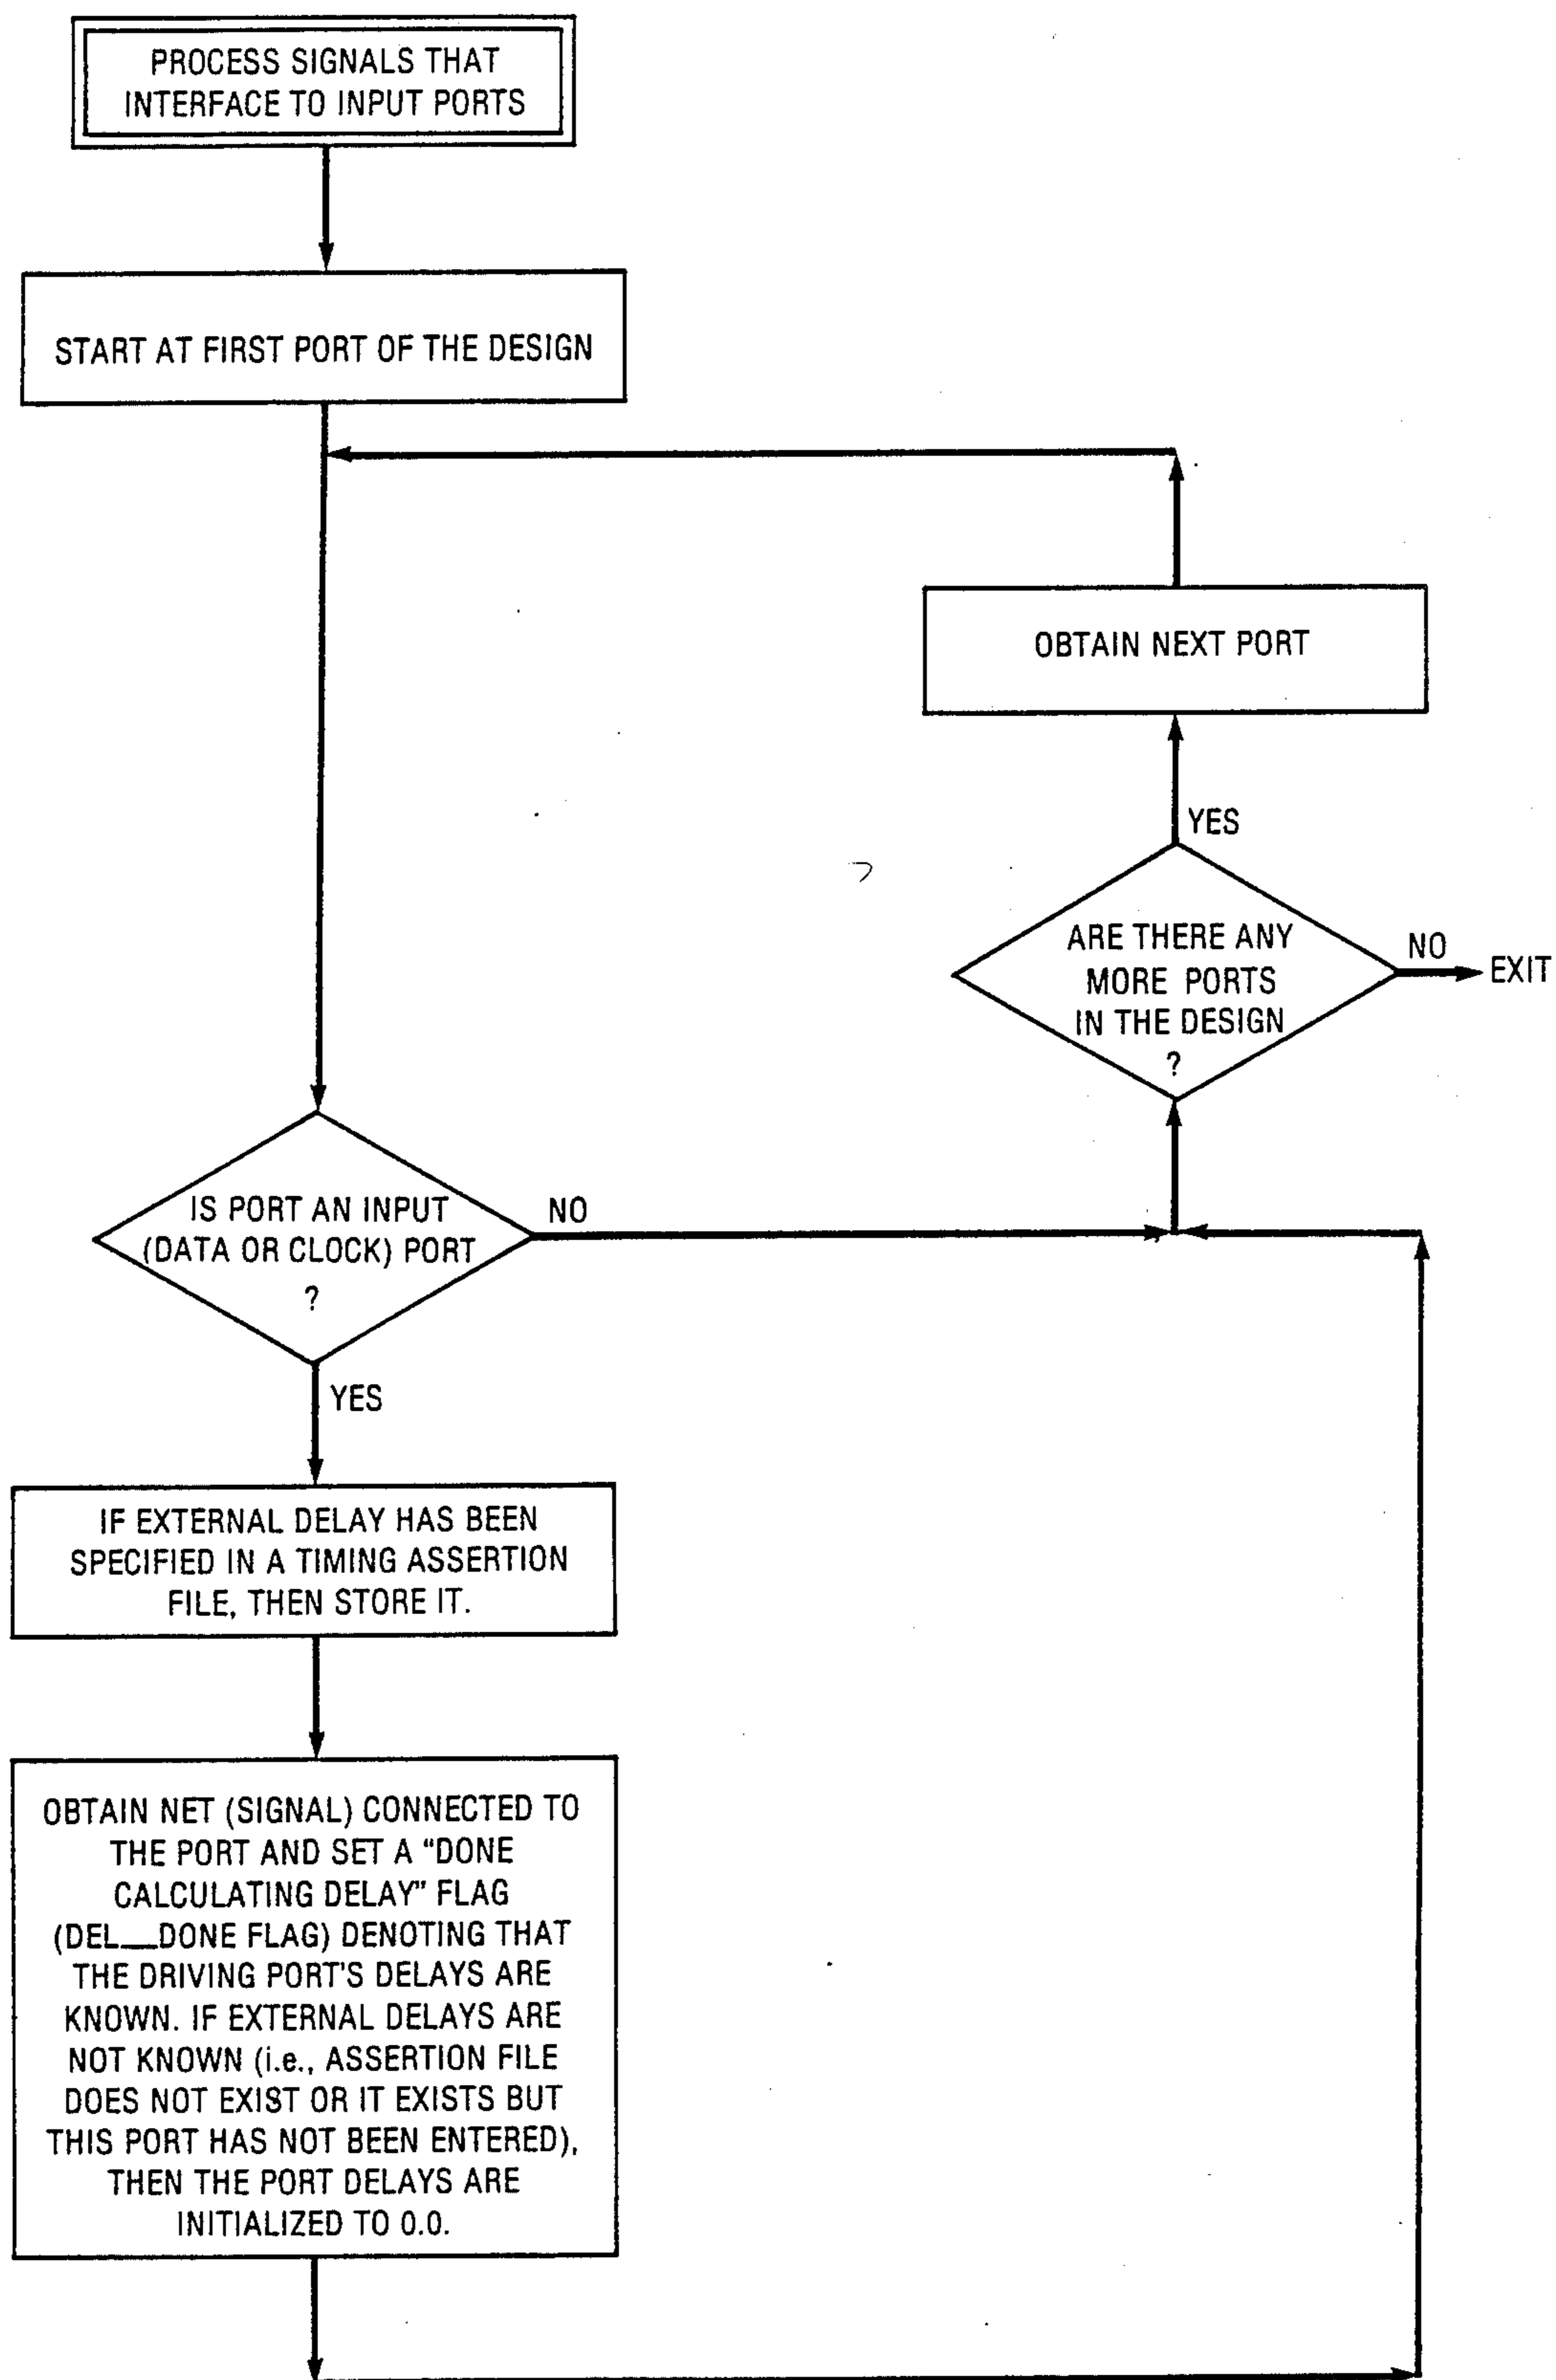 PROCESS SIGNALS THAT
INTERFACE TO INPUT PORTS
START AT FIRST PORT OF THE DESIGN
OBTAIN NEXT PORT
YES
ARE THERE ANY
MORE PORTS
IN THE DESIGN
?
NO
EXIT
IS PORT AN INPUT
(DATA OR CLOCK) PORT
?
NO
YES
IF EXTERNAL DELAY HAS BEEN
SPECIFIED IN A TIMING ASSERTION
FILE, THEN STORE IT.
OBTAIN NET (SIGNAL) CONNECTED TO
THE PORT AND SET A “DONE
CALCULATING DELAY” FLAG
(DEL__DONE FLAG) DENOTING THAT
THE DRIVING PORT'S DELAYS ARE
KNOWN. IF EXTERNAL DELAYS ARE
NOT KNOWN (i.e., ASSERTION FILE
DOES NOT EXIST OR IT EXISTS BUT
THIS PORT HAS NOT BEEN ENTERED),
THEN THE PORT DELAYS ARE
INITIALIZED TO 0.0.